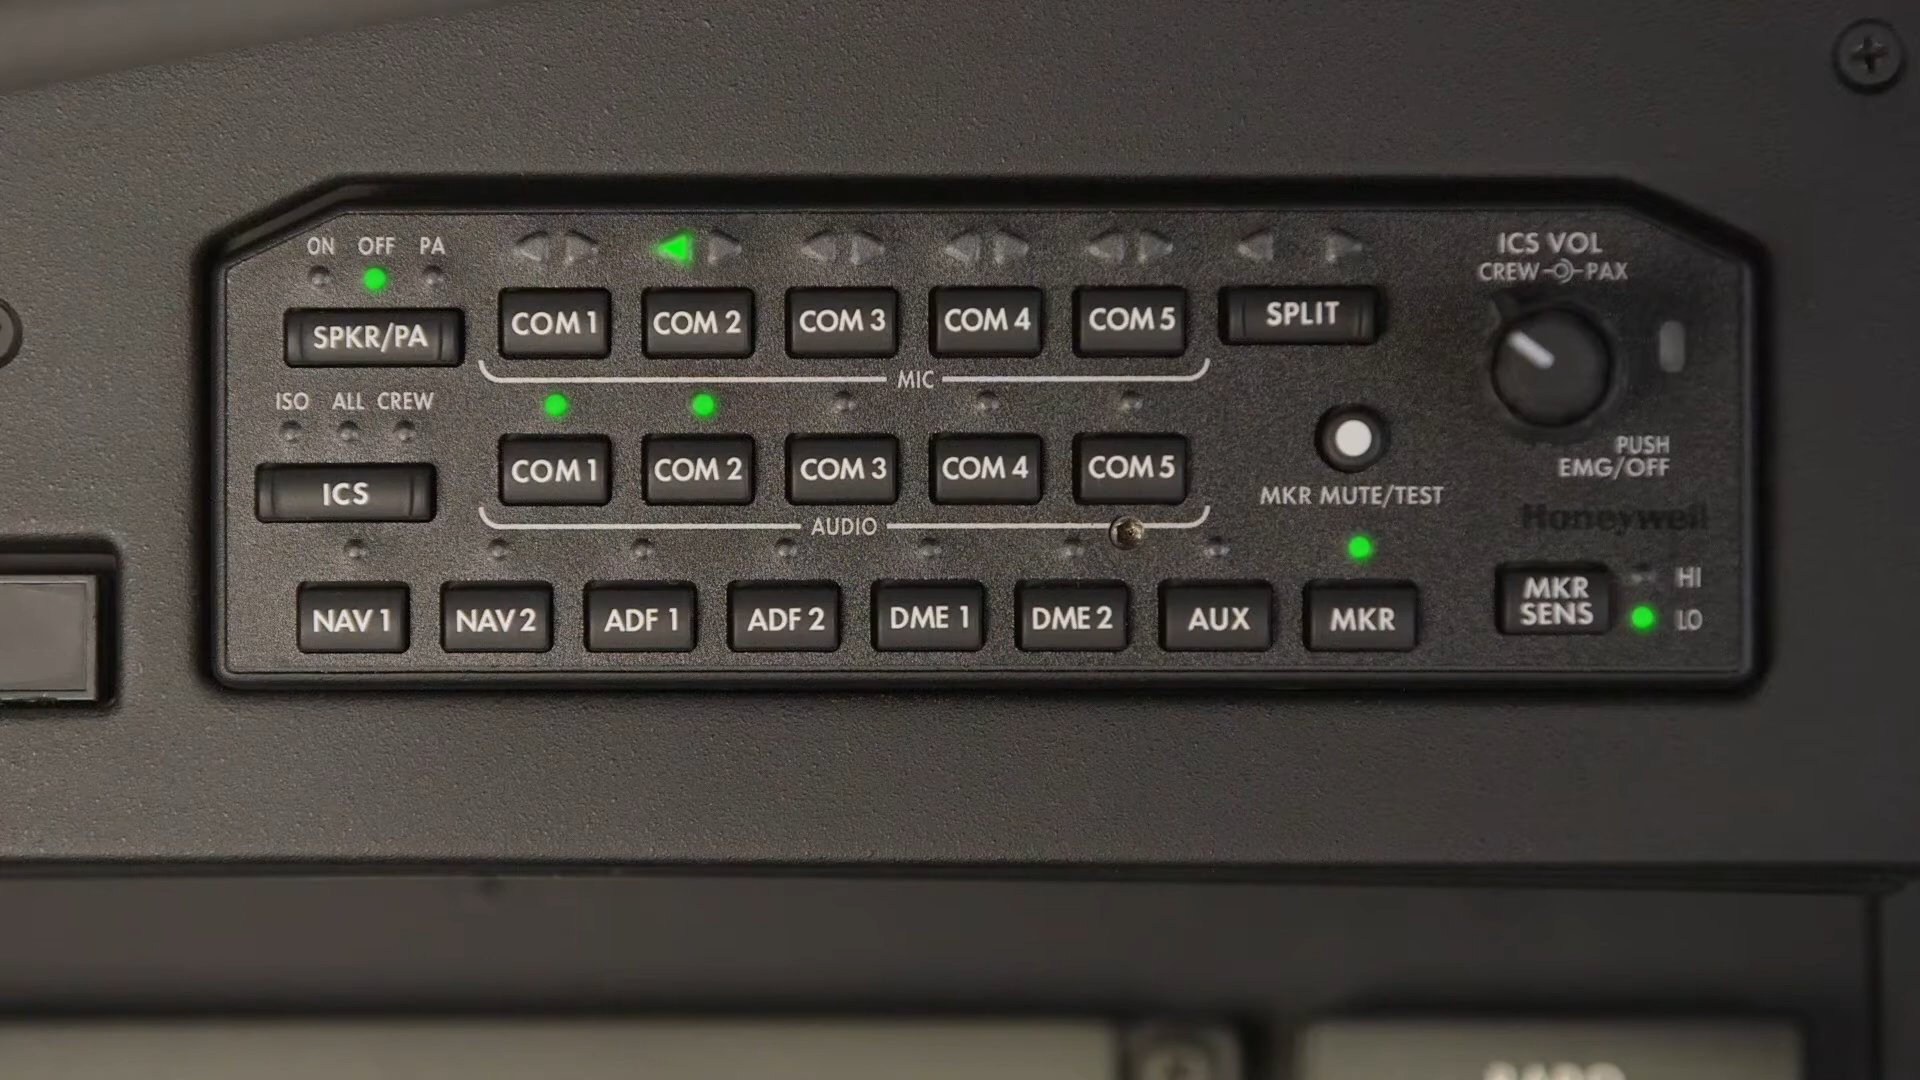 ON OFF PA
SPKR/PA
COM 1 COM 2 COM 3 COM 4 COM 5 SPLIT
MIC
ICS VOL
CREW PAX
PUSH
EMG/OFF
ISO ALL CREW
ICS
COM 1 COM 2 COM 3 COM 4 COM 5
AUDIO
MKR MUTE/TEST
Honeywell
NAV 1 NAV 2 ADF 1 ADF 2 DME 1 DME 2 AUX MKR
MKR
SENS
HI
LO